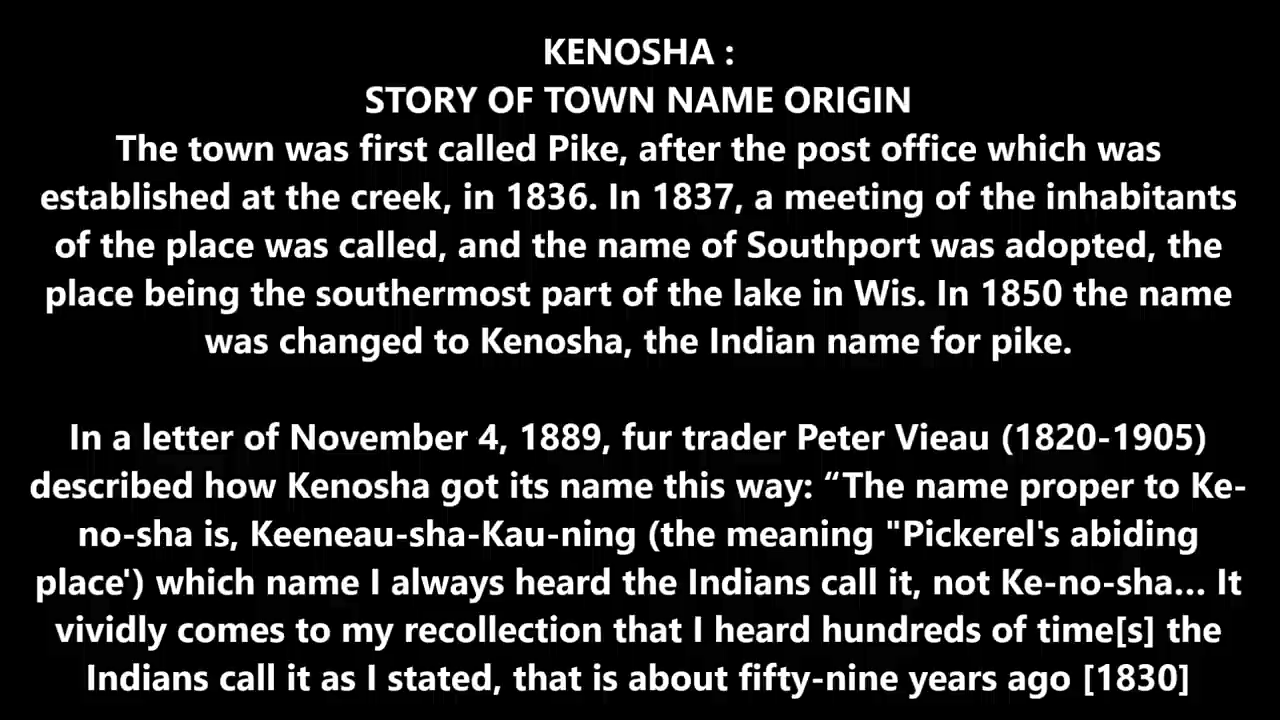 KENOSHA :
STORY OF TOWN NAME ORIGIN
The town was first called Pike, after the post office which was
established at the creek, in 1836. In 1837, a meeting of the inhabitants
of the place was called, and the name of Southport was adopted, the
place being the southermost part of the lake in Wis. In 1850 the name
was changed to Kenosha, the Indian name for pike.
In a letter of November 4, 1889, fur trader Peter Vieau (1820-1905)
described how Kenosha got its name this way: “The name proper to Ke-
no-sha is, Keeneau-sha-Kau-ning (the meaning "Pickerel's abiding
place') which name I always heard the Indians call it, not Ke-no-sha... It
vividly comes to my recollection that I heard hundreds of time[s] the
Indians call it as I stated, that is about fifty-nine years ago [1830]